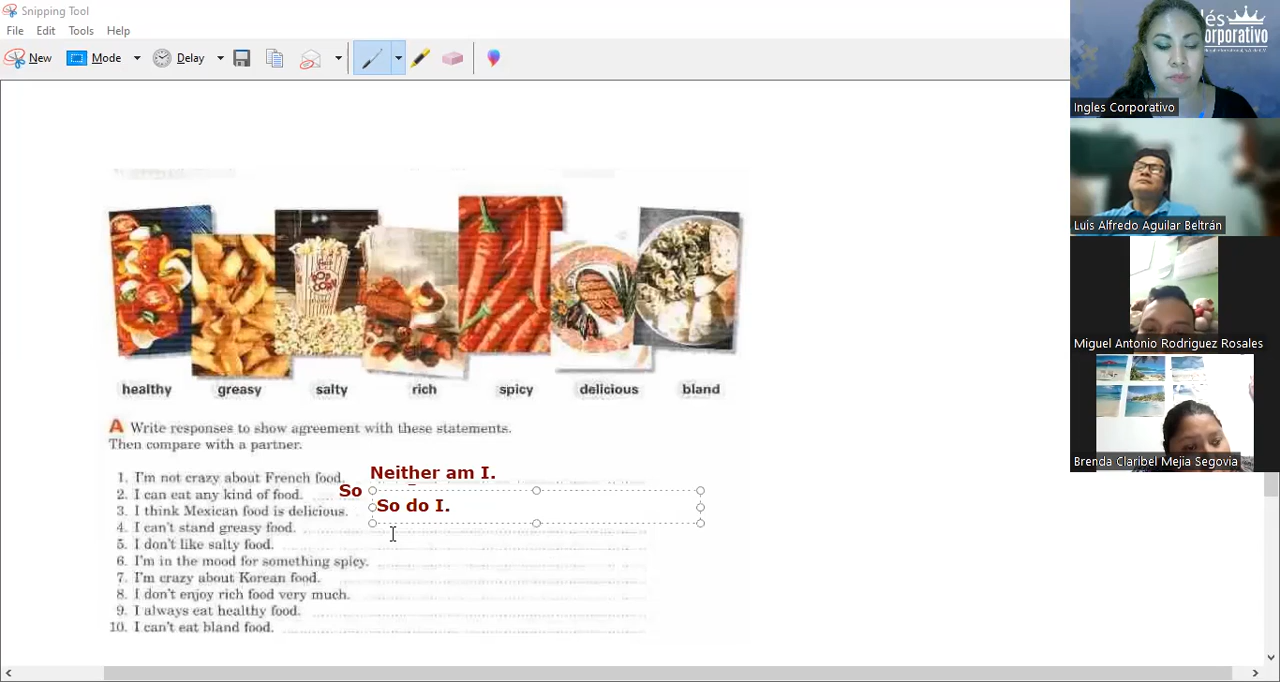 Snipping Tool
File Edit Tools Help
New Mode Delay
healthy greasy salty rich spicy delicious bland
A Write responses to show agreement with these statements.
Then compare with a partner.
1. I'm not crazy about French food. Neither am I.
2. I can eat any kind of food. So
3. I think Mexican food is delicious. So do I.
4. I can't stand greasy food.
5. I don't like salty food.
6. I'm in the mood for something spicy.
7. I'm crazy about Korean food.
8. I don't enjoy rich food very much.
9. I always eat healthy food.
10. I can't eat bland food.
POP CORN
és
orporativo
Ingles Corporativo
Luis Alfredo Aguilar Beltrán
Miguel Antonio Rodriguez Rosales
Brenda Claribel Mejia Segovia